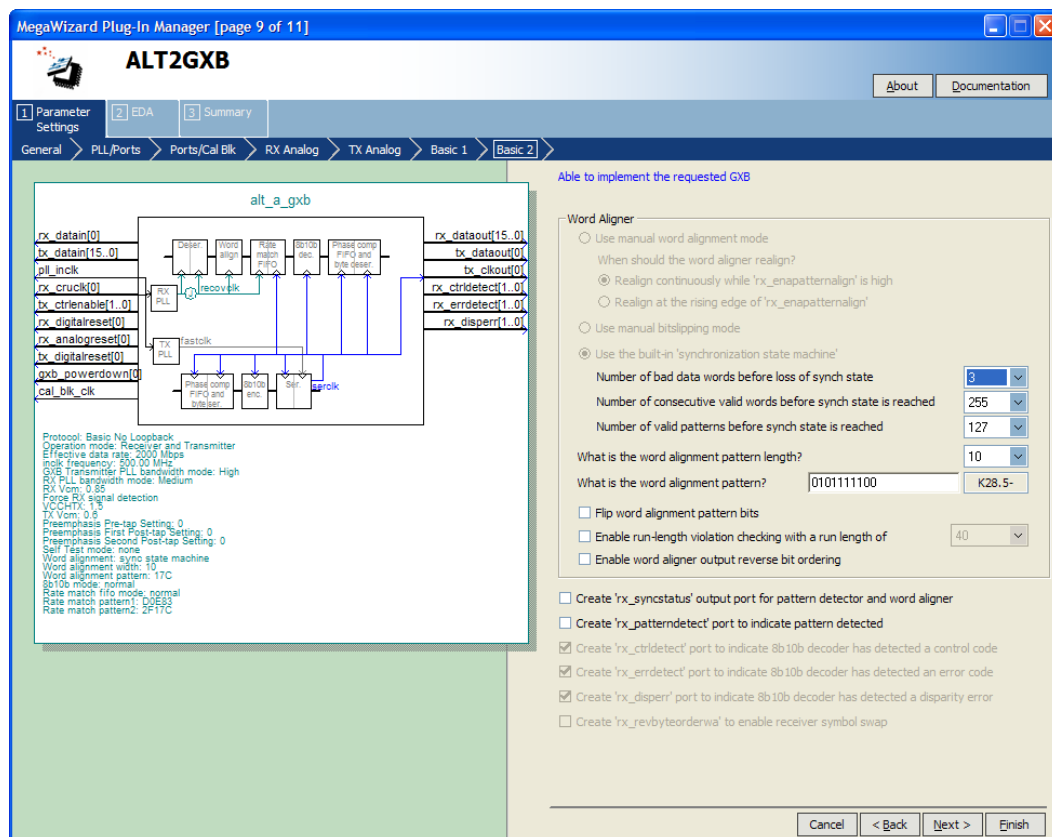 MegaWizard Plug-In Manager [page 9 of 11]
ALT2GXB
About
Documentation
1 Parameter Settings
2 EDA
3 Summary
General
PLL/Ports
Ports/Cal Blk
RX Analog
TX Analog
Basic 1
Basic 2
alt_a_gxb
rx_datain[0]
tx_datain[15..0]
pll_inclk
rx_cruclk[0]
tx_ctrlenable[1..0]
rx_digitalreset[0]
rx_analogreset[0]
tx_digitalreset[0]
gxb_powerdown[0]
cal_blk_clk
Deser.
Word align
Rate match FIFO
8b10b dec.
Phase comp FIFO and byte deser.
RX PLL
recovclk
TX PLL
fastclk
Phase comp FIFO and byte ser.
8b10b enc.
Ser.
serclk
rx_dataout[15..0]
tx_dataout[0]
tx_clkout[0]
rx_ctrldetect[1..0]
rx_errdetect[1..0]
rx_disperr[1..0]
Protocol: Basic No Loopback
Operation mode: Receiver and Transmitter
Effective data rate: 2000 Mbps
inclk frequency: 500.00 MHz
GXB Transmitter PLL bandwidth mode: High
RX PLL bandwidth mode: Medium
RX Vcm: 0.85
Force RX signal detection
VCCHTX: 1.5
TX Vcm: 0.6
Preemphasis Pre-tap Setting: 0
Preemphasis First Post-tap Setting: 0
Preemphasis Second Post-tap Setting: 0
Self Test mode: none
Word alignment: sync state machine
Word alignment width: 10
Word alignment pattern: 17C
8b10b mode: normal
Rate match fifo mode: normal
Rate match pattern1: D0E83
Rate match pattern2: 2F17C
Able to implement the requested GXB
Word Aligner
Use manual word alignment mode
When should the word aligner realign?
Realign continuously while 'rx_enapatternalign' is high
Realign at the rising edge of 'rx_enapatternalign'
Use manual bitslipping mode
Use the built-in 'synchronization state machine'
Number of bad data words before loss of synch state 3
Number of consecutive valid words before synch state is reached 255
Number of valid patterns before synch state is reached 127
What is the word alignment pattern length? 10
What is the word alignment pattern? 0101111100 K28.5-
Flip word alignment pattern bits
Enable run-length violation checking with a run length of 40
Enable word aligner output reverse bit ordering
Create 'rx_syncstatus' output port for pattern detector and word aligner
Create 'rx_patterndetect' port to indicate pattern detected
Create 'rx_ctrldetect' port to indicate 8b10b decoder has detected a control code
Create 'rx_errdetect' port to indicate 8b10b decoder has detected an error code
Create 'rx_disperr' port to indicate 8b10b decoder has detected a disparity error
Create 'rx_revbyteorderwa' to enable receiver symbol swap
Cancel
< Back
Next >
Finish